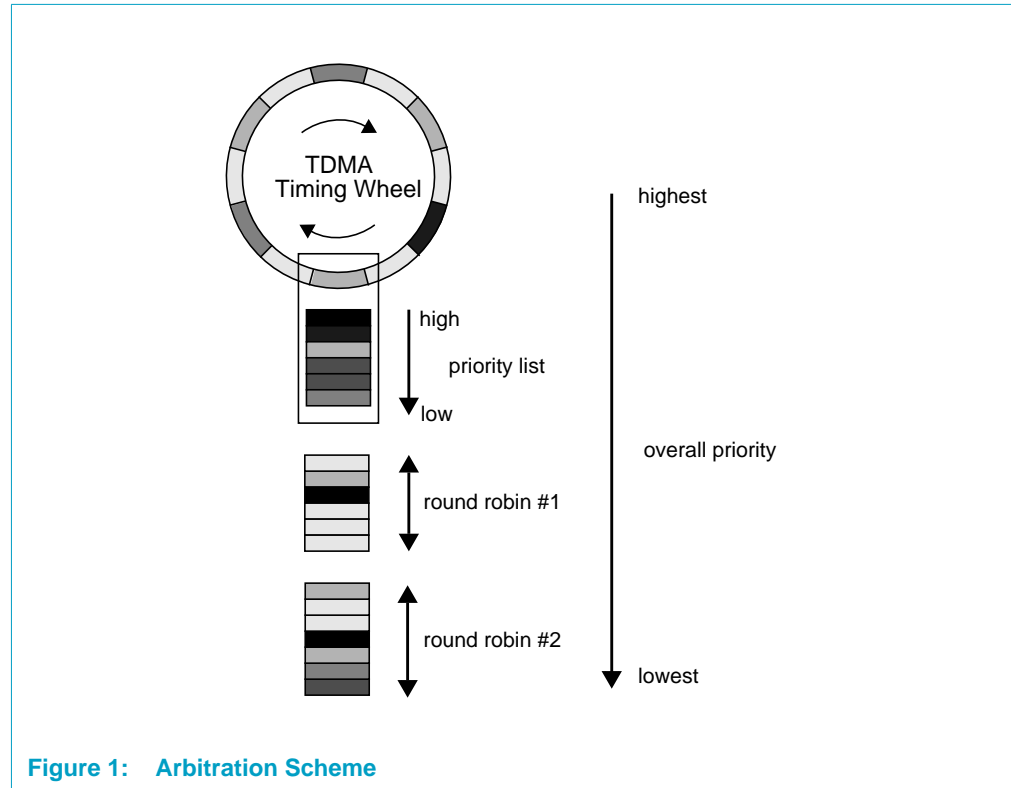 TDMA
Timing Wheel
highest
high
priority list
low
overall priority
round robin #1
round robin #2
lowest
Figure 1: Arbitration Scheme